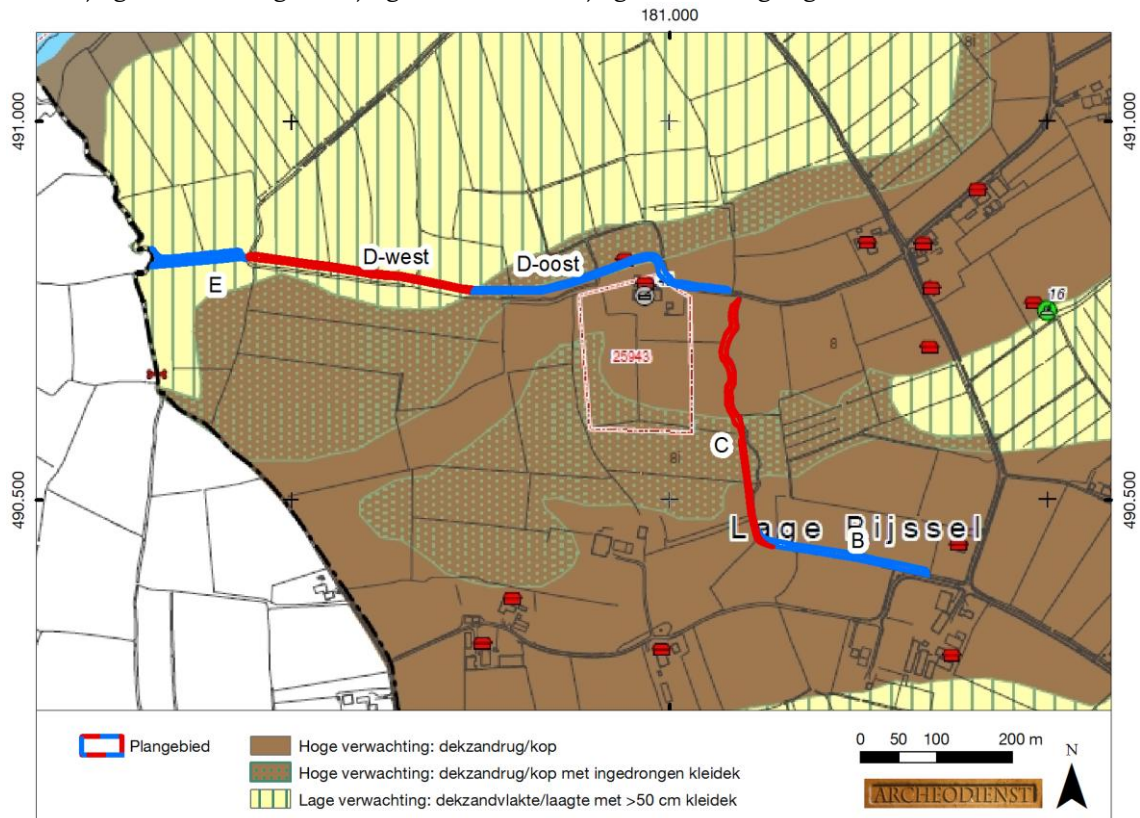 181.000
491.000
491.000
D-west
D-oost
E
16
25943
8
C
8
490.500
490.500
Lage Bijssel
B
Plangebied
Hoge verwachting: dekzandrug/kop
Hoge verwachting: dekzandrug/kop met ingedrongen kleidek
Lage verwachting: dekzandvlakte/laagte met >50 cm kleidek
0 50 100 200 m
N
ARCHEODIENST